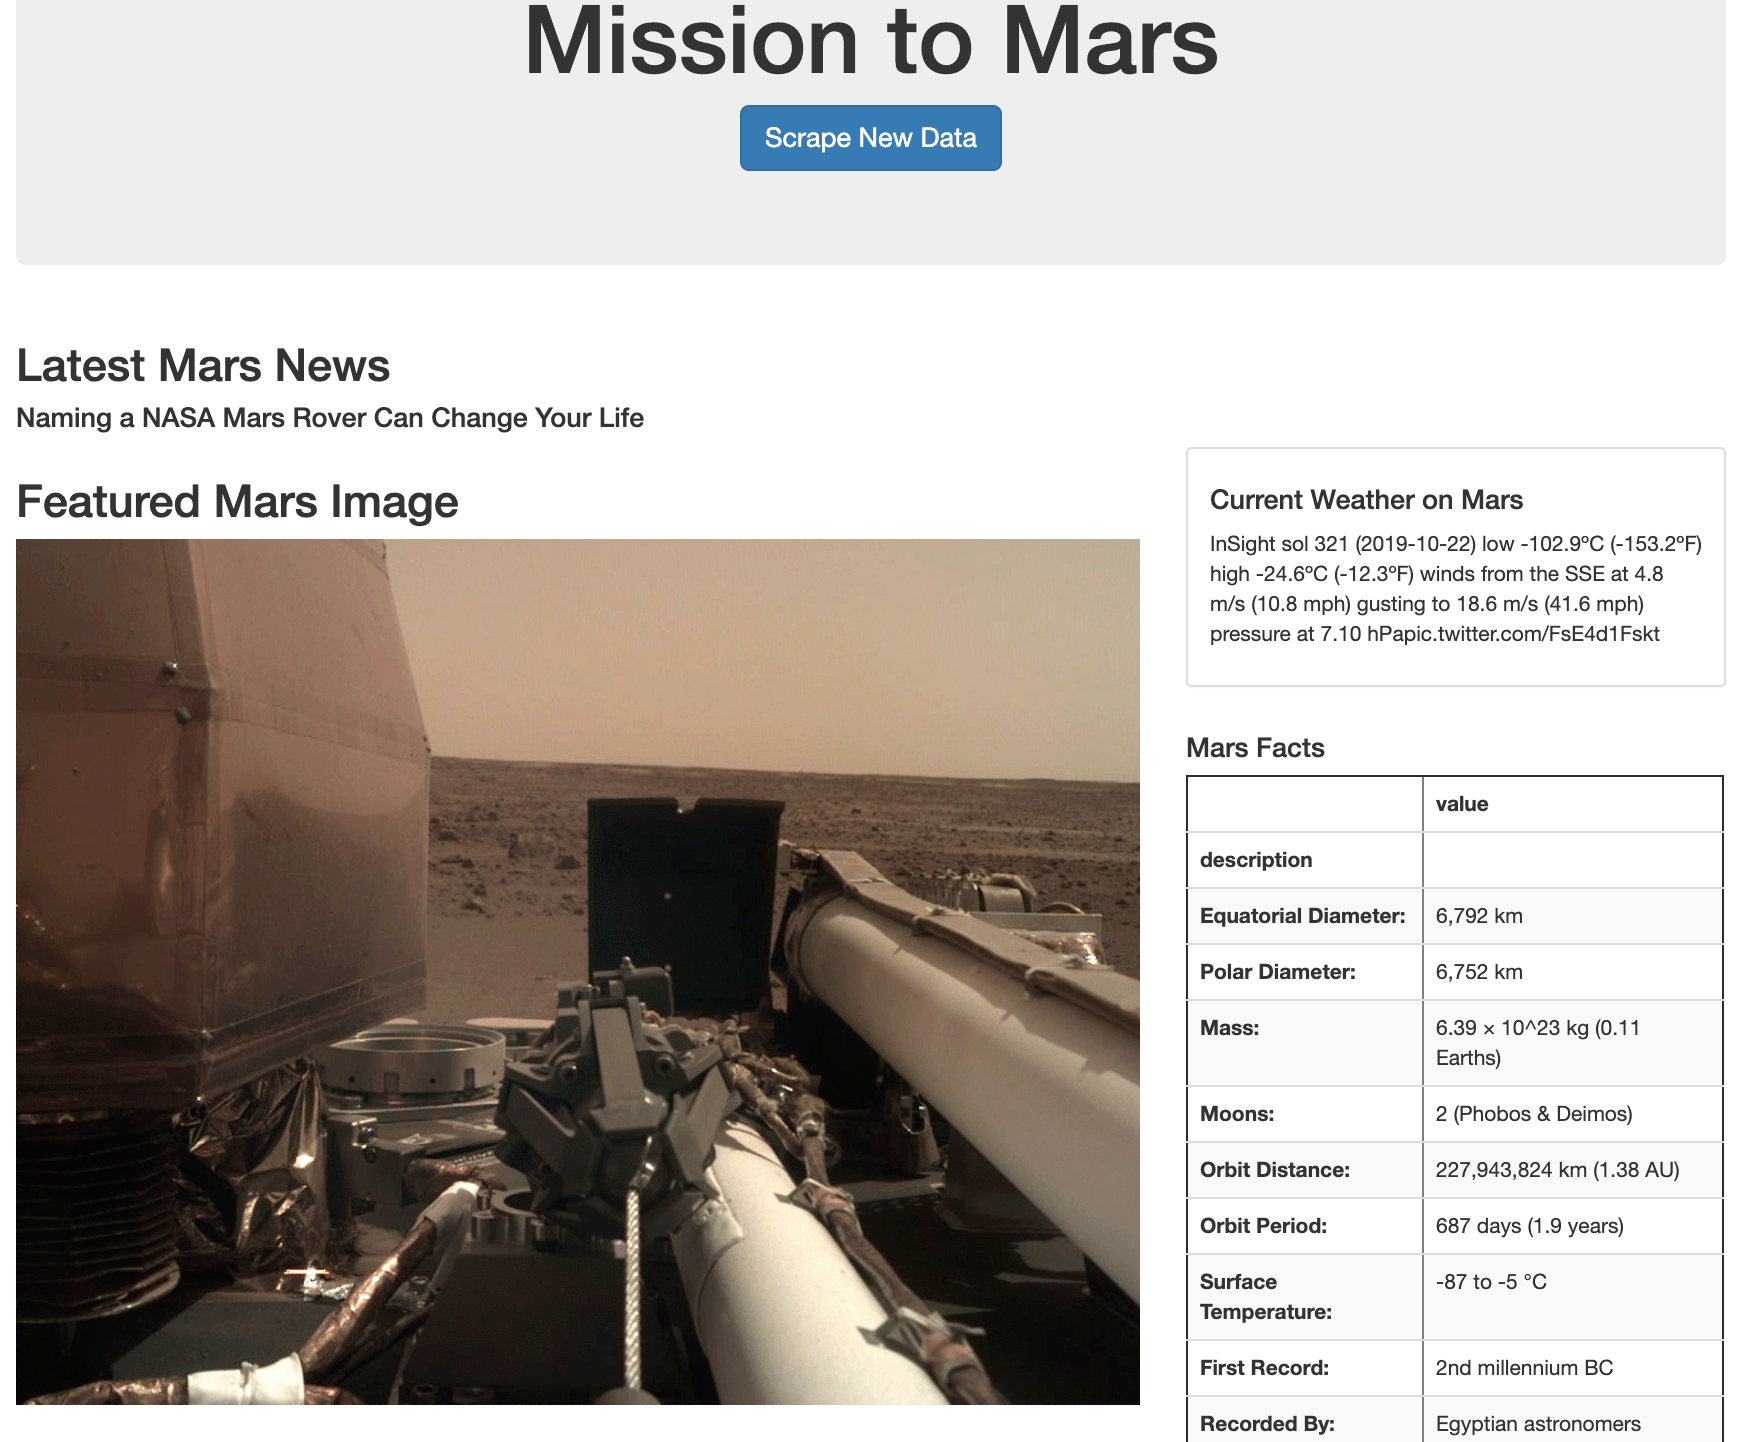 Mission to Mars
Scrape New Data
Latest Mars News
Naming a NASA Mars Rover Can Change Your Life
Featured Mars Image
Current Weather on Mars
InSight sol 321 (2019-10-22) low -102.9ºC (-153.2ºF)
high -24.6ºC (-12.3ºF) winds from the SSE at 4.8
m/s (10.8 mph) gusting to 18.6 m/s (41.6 mph)
pressure at 7.10 hPapic.twitter.com/FsE4d1Fskt
Mars Facts
value
description
Equatorial Diameter: 6,792 km
Polar Diameter: 6,752 km
Mass: 6.39 × 10^23 kg (0.11
Earths)
Moons: 2 (Phobos & Deimos)
Orbit Distance: 227,943,824 km (1.38 AU)
Orbit Period: 687 days (1.9 years)
Surface -87 to -5 °C
Temperature:
First Record: 2nd millennium BC
Recorded By: Egyptian astronomers